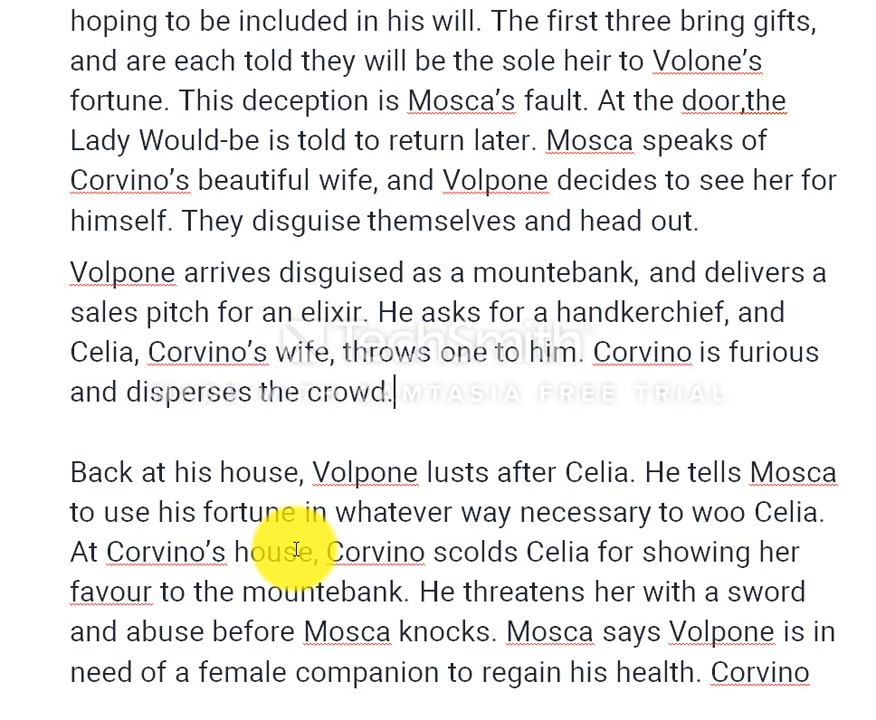 hoping to be included in his will. The first three bring gifts,
and are each told they will be the sole heir to Volone’s
fortune. This deception is Mosca’s fault. At the door,the
Lady Would-be is told to return later. Mosca speaks of
Corvino’s beautiful wife, and Volpone decides to see her for
himself. They disguise themselves and head out.
Volpone arrives disguised as a mountebank, and delivers a
sales pitch for an elixir. He asks for a handkerchief, and
TechSmith
Celia, Corvino’s wife, throws one to him. Corvino is furious
and disperses the crowd.
MADE WITH CAMTASIA FREE TRIAL
Back at his house, Volpone lusts after Celia. He tells Mosca
to use his fortune in whatever way necessary to woo Celia.
At Corvino’s house, Corvino scolds Celia for showing her
favour to the mountebank. He threatens her with a sword
and abuse before Mosca knocks. Mosca says Volpone is in
need of a female companion to regain his health. Corvino